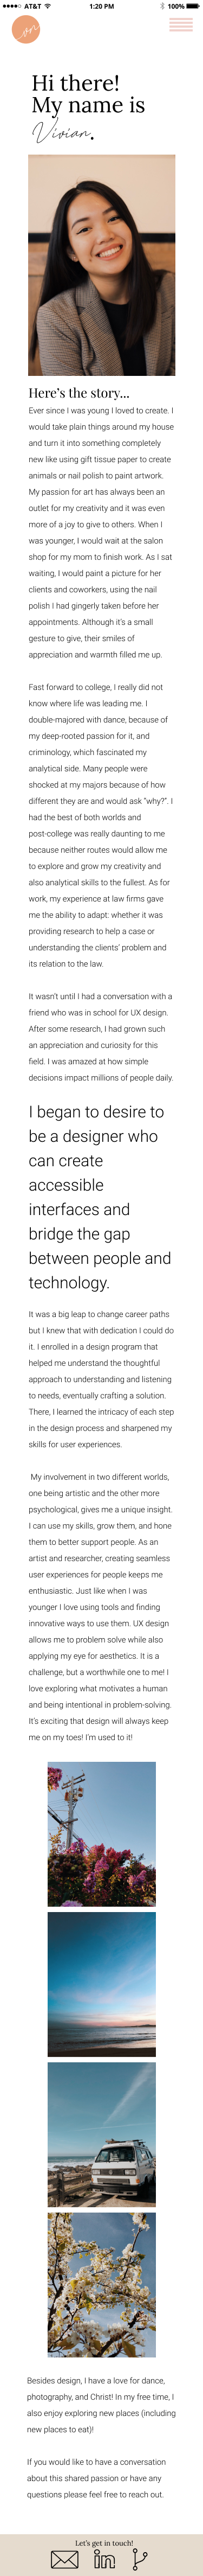 AT&T 1:20 PM 100%
vn
Hi there!
My name is
Vivian.
Here's the story...
Ever since I was young I loved to create. I
would take plain things around my house
and turn it into something completely
new like using gift tissue paper to create
animals or nail polish to paint artwork.
My passion for art has always been an
outlet for my creativity and it was even
more of a joy to give to others. When I
was younger, I would wait at the salon
shop for my mom to finish work. As I sat
waiting, I would paint a picture for her
clients and coworkers, using the nail
polish I had gingerly taken before her
appointments. Although it's a small
gesture to give, their smiles of
appreciation and warmth filled me up.
Fast forward to college, I really did not
know where life was leading me. I
double-majored with dance, because of
my deep-rooted passion for it, and
criminology, which fascinated my
analytical side. Many people were
shocked at my majors because of how
different they are and would ask “why?”. I
had the best of both worlds and
post-college was really daunting to me
because neither routes would allow me
to explore and grow my creativity and
also analytical skills to the fullest. As for
work, my experience at law firms gave
me the ability to adapt: whether it was
providing research to help a case or
understanding the clients’ problem and
its relation to the law.
It wasn’t until I had a conversation with a
friend who was in school for UX design.
After some research, I had grown such
an appreciation and curiosity for this
field. I was amazed at how simple
decisions impact millions of people daily.
I began to desire to
be a designer who
can create
accessible
interfaces and
bridge the gap
between people and
technology.
It was a big leap to change career paths
but I knew that with dedication I could do
it. I enrolled in a design program that
helped me understand the thoughtful
approach to understanding and listening
to needs, eventually crafting a solution.
There, I learned the intricacy of each step
in the design process and sharpened my
skills for user experiences.
My involvement in two different worlds,
one being artistic and the other more
psychological, gives me a unique insight.
I can use my skills, grow them, and hone
them to better support people. As an
artist and researcher, creating seamless
user experiences for people keeps me
enthusiastic. Just like when I was
younger I love using tools and finding
innovative ways to use them. UX design
allows me to problem solve while also
applying my eye for aesthetics. It is a
challenge, but a worthwhile one to me! I
love exploring what motivates a human
and being intentional in problem-solving.
It’s exciting that design will always keep
me on my toes! I’m used to it!
Besides design, I have a love for dance,
photography, and Christ! In my free time, I
also enjoy exploring new places (including
new places to eat)!
If you would like to have a conversation
about this shared passion or have any
questions please feel free to reach out.
Let's get in touch!
in